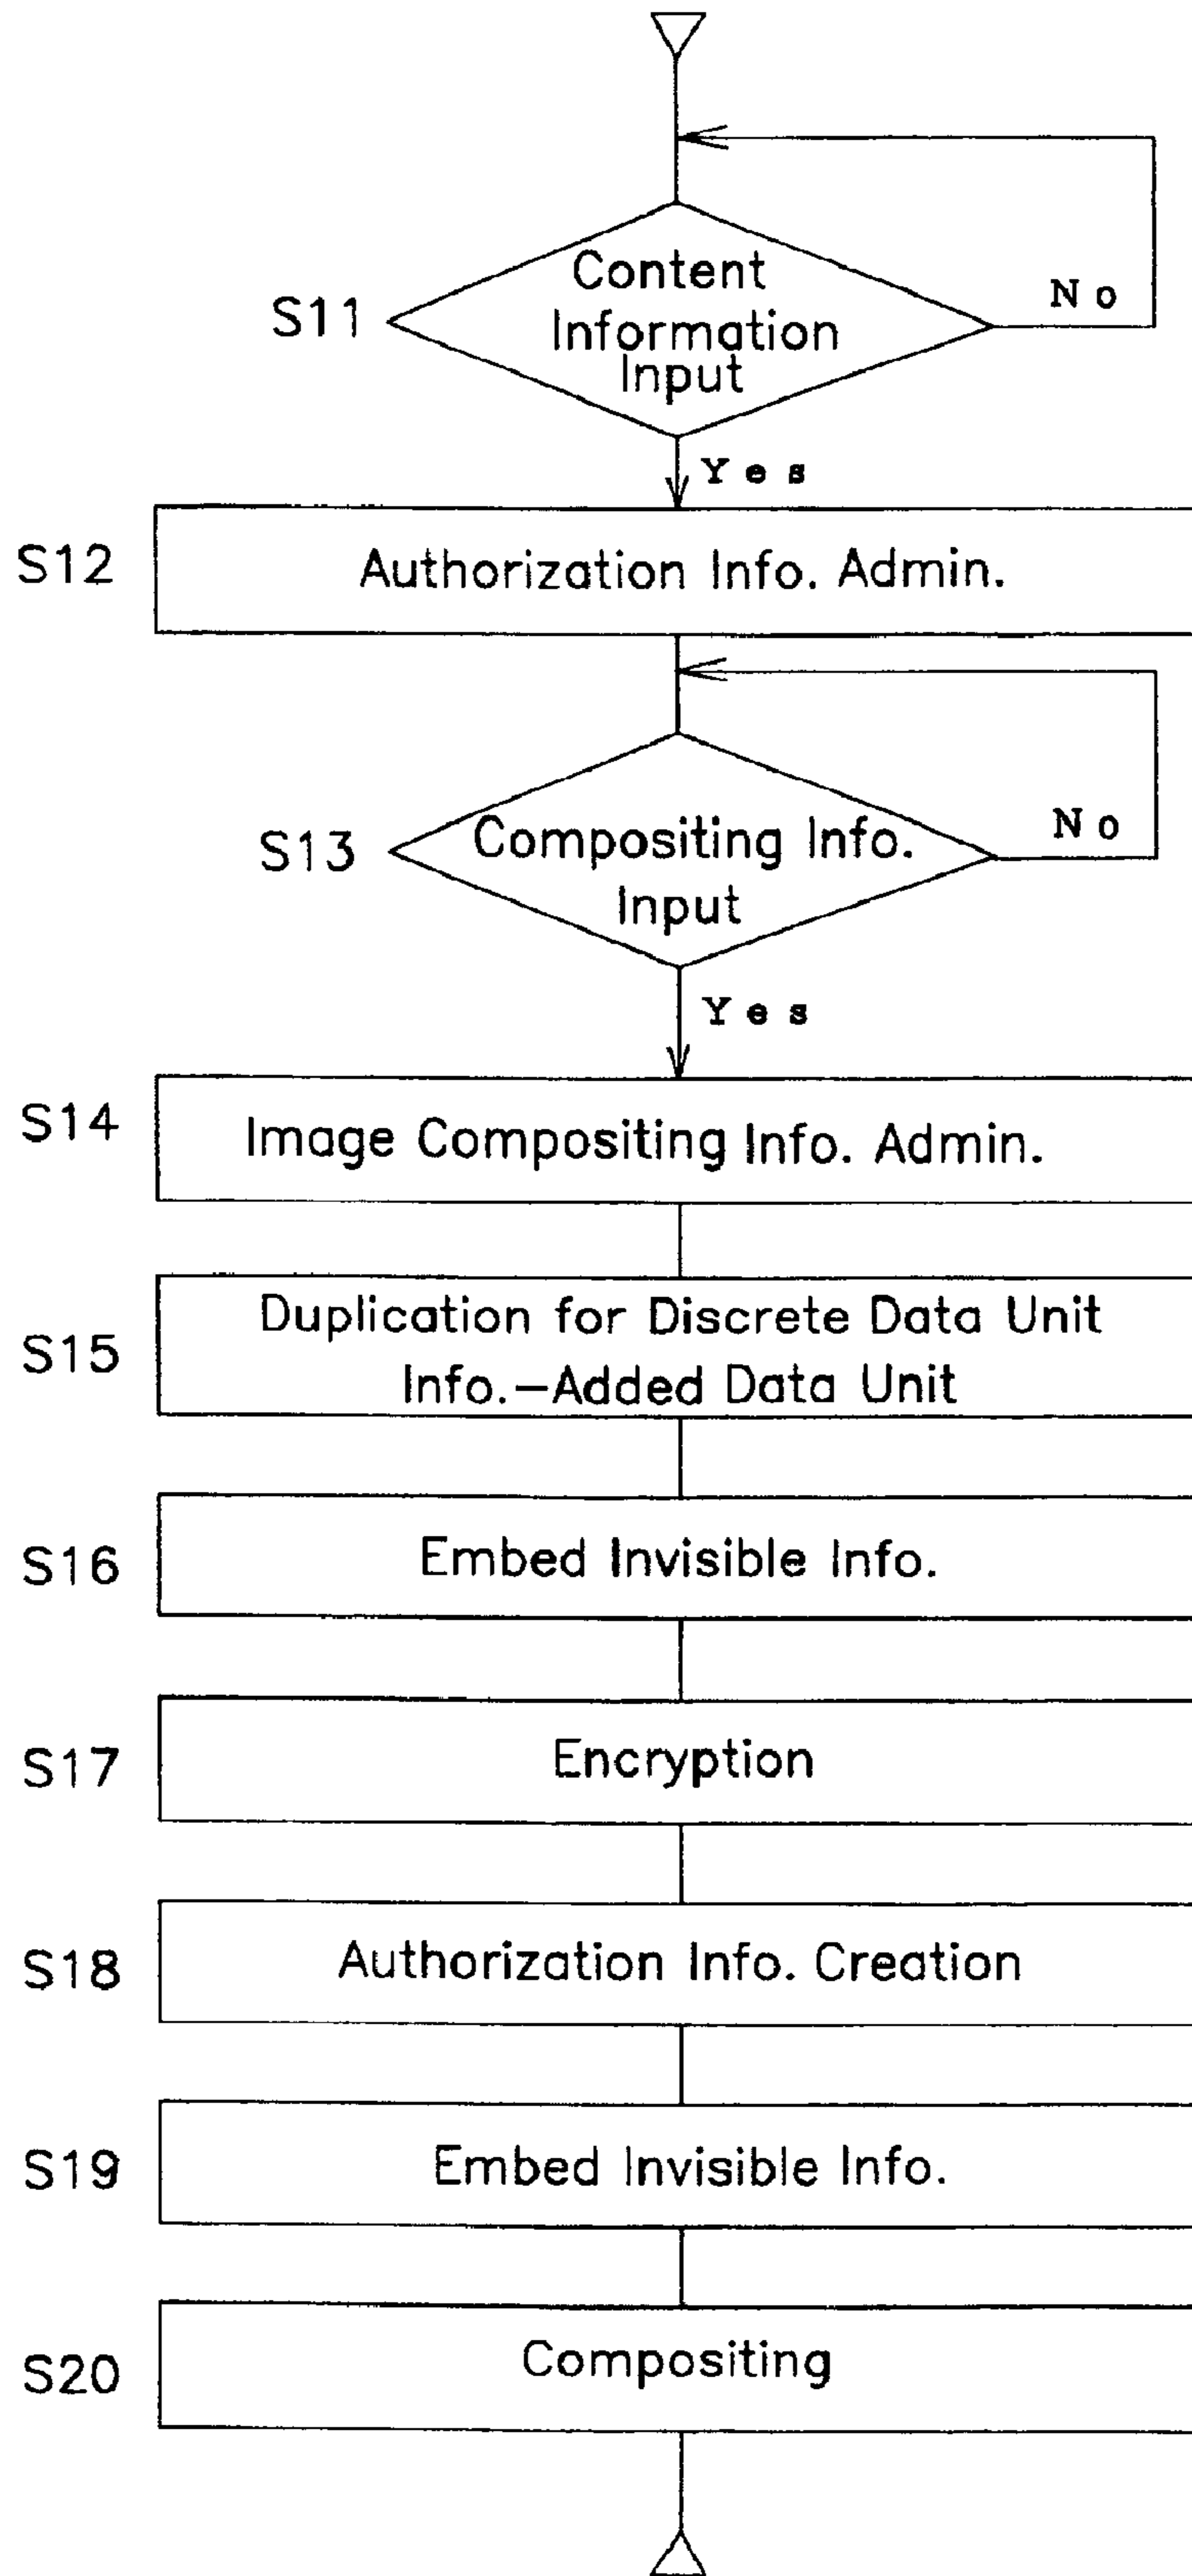 Content
Information
Input
S11
No
Yes
S12
Authorization Info. Admin.
S13
Compositing Info.
Input
No
Yes
S14
Image Compositing Info. Admin.
S15
Duplication for Discrete Data Unit
Info.-Added Data Unit
S16
Embed Invisible Info.
S17
Encryption
S18
Authorization Info. Creation
S19
Embed Invisible Info.
S20
Compositing